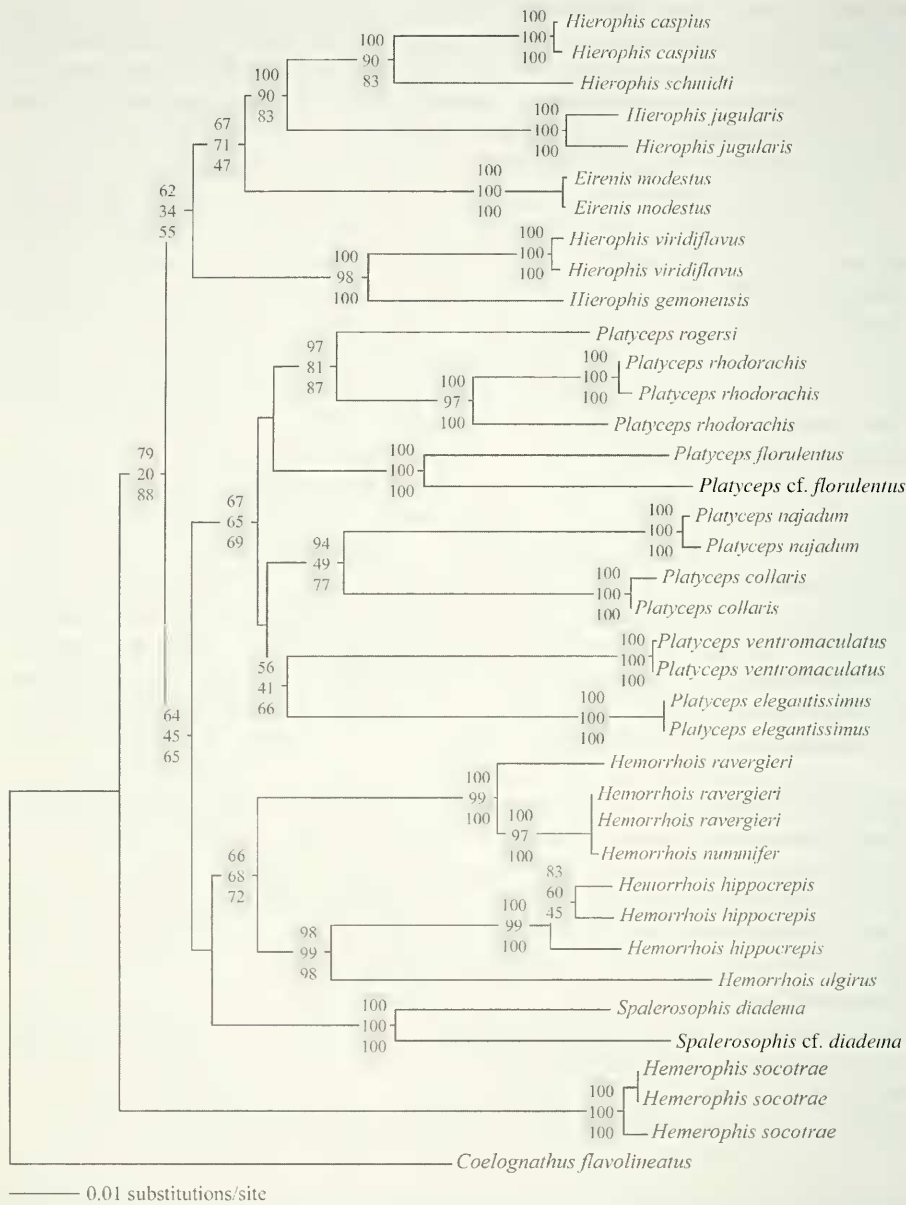 100
100
100
Hierophis caspius
Hierophis caspius
100
90
83
Hierophis schmidti
100
90
83
100
100
100
Hierophis jugularis
Hierophis jugularis
67
71
47
100
100
100
Eirenis modestus
Eirenis modestus
62
34
55
100
100
100
Hierophis viridiflavus
Hierophis viridiflavus
100
98
100
Hierophis gemonensis
Platyceps rogersi
97
81
87
100
100
100
Platyceps rhodorachis
Platyceps rhodorachis
100
97
100
Platyceps rhodorachis
100
100
100
Platyceps florulentus
Platyceps cf. florulentus
79
20
88
67
65
69
100
100
100
Platyceps najadum
Platyceps najadum
94
49
77
100
100
100
Platyceps collaris
Platyceps collaris
100
100
100
Platyceps ventromaculatus
Platyceps ventromaculatus
56
41
66
100
100
100
Platyceps elegantissimus
Platyceps elegantissimus
64
45
65
Hemorrhois ravergieri
100
99
100
Hemorrhois ravergieri
Hemorrhois ravergieri
100
97
100
Hemorrhois nummifer
66
68
72
83
60
45
Hemorrhois hippocrepis
Hemorrhois hippocrepis
100
99
100
Hemorrhois hippocrepis
98
99
98
Hemorrhois algirus
100
100
100
Spalerosophis diadema
Spalerosophis cf. diadema
100
100
100
Hemerophis socotrae
Hemerophis socotrae
Hemerophis socotrae
Coelognathus flavolineatus
0.01 substitutions/site